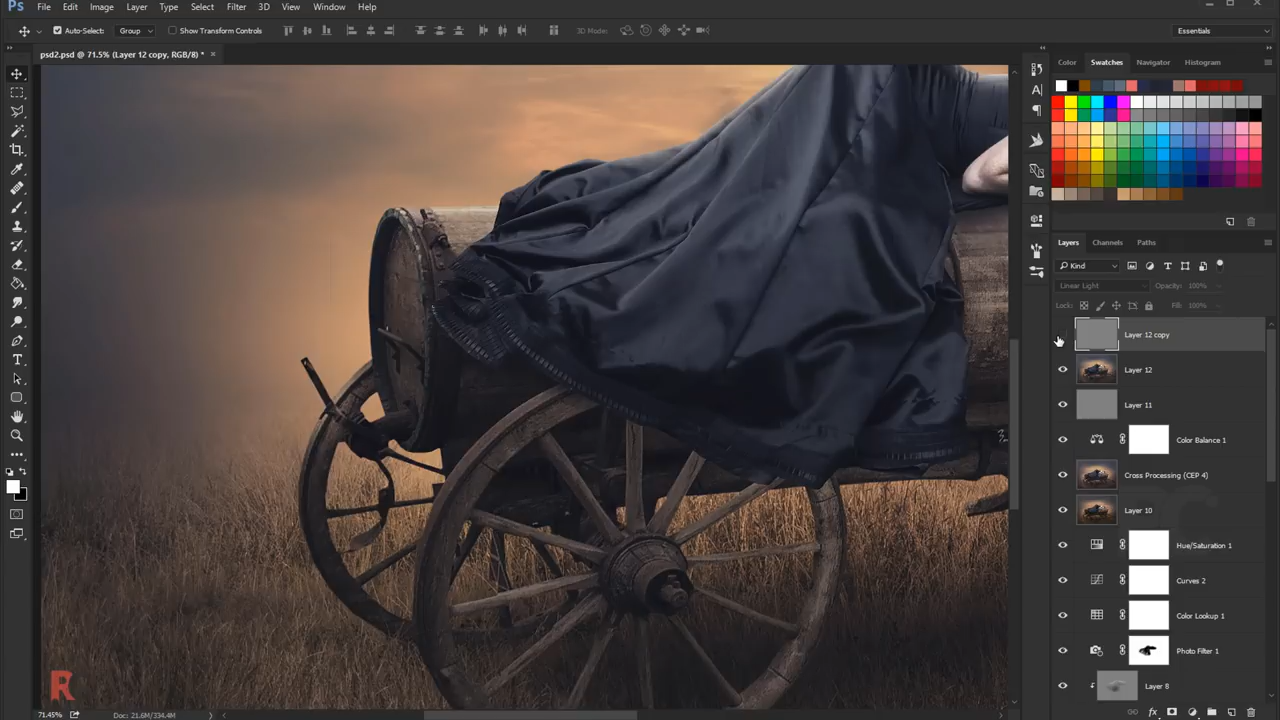 Ps File Edit Image Layer Type Select Filter 3D View Window Help
Auto-Select: Group Show Transform Controls 3D Mode: Essentials
psd2.psd @ 71.5% (Layer 12 copy, RGB/8) *
Color Swatches Navigator Histogram
Layers Channels Paths
Kind
Linear Light Opacity: 100%
Lock: Fill: 100%
Layer 12 copy
Layer 12
Layer 11
Color Balance 1
Cross Processing (CEP 4)
Layer 10
Hue/Saturation 1
Curves 2
Color Lookup 1
Photo Filter 1
Layer 8
R
71.45% Doc: 21.6M/334.4M